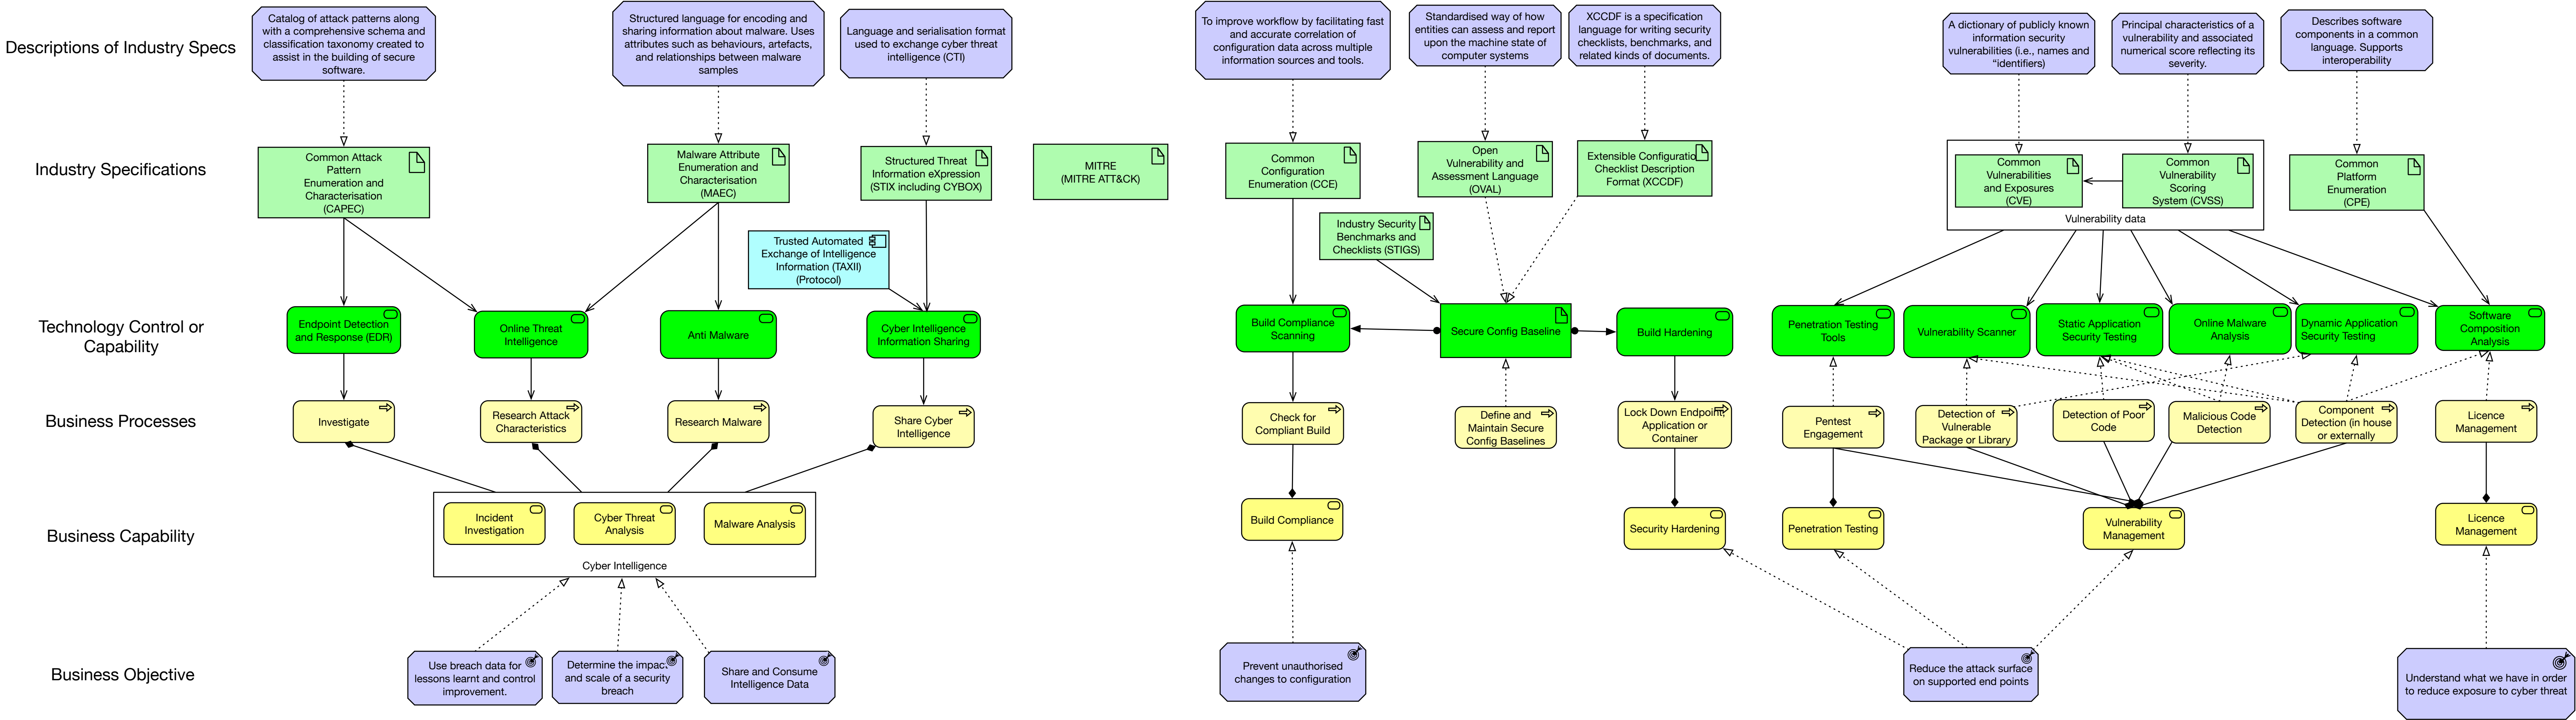 Descriptions of Industry Specs
Catalog of attack patterns along
with a comprehensive schema and
classification taxonomy created to
assist in the building of secure
software.
Structured language for encoding and
sharing information about malware. Uses
attributes such as behaviours, artefacts,
and relationships between malware
samples
Language and serialisation format
used to exchange cyber threat
intelligence (CTI)
To improve workflow by facilitating fast
and accurate correlation of
configuration data across multiple
information sources and tools.
Standardised way of how
entities can assess and report
upon the machine state of
computer systems
XCCDF is a specification
language for writing security
checklists, benchmarks, and
related kinds of documents.
A dictionary of publicly known
information security
vulnerabilities (i.e., names and
“identifiers)
Principal characteristics of a
vulnerability and associated
numerical score reflecting its
severity.
Describes software
components in a common
language. Supports
interoperability
Industry Specifications
Common Attack
Pattern
Enumeration and
Characterisation
(CAPEC)
Malware Attribute
Enumeration and
Characterisation
(MAEC)
Structured Threat
Information eXpression
(STIX including CYBOX)
MITRE
(MITRE ATT&CK)
Common
Configuration
Enumeration (CCE)
Open
Vulnerability and
Assessment Language
(OVAL)
Extensible Configuratio
Checklist Description
Format (XCCDF)
Common
Vulnerabilities
and Exposures
(CVE)
Common
Vulnerability
Scoring
System (CVSS)
Vulnerability data
Common
Platform
Enumeration
(CPE)
Trusted Automated
Exchange of Intelligence
Information (TAXII)
(Protocol)
Industry Security
Benchmarks and
Checklists (STIGS)
Technology Control or
Capability
Endpoint Detection
and Response (EDR)
Online Threat
Intelligence
Anti Malware
Cyber Intelligence
Information Sharing
Build Compliance
Scanning
Secure Config Baseline
Build Hardening
Penetration Testing
Tools
Vulnerability Scanner
Static Application
Security Testing
Online Malware
Analysis
Dynamic Application
Security Testing
Software
Composition
Analysis
Business Processes
Investigate
Research Attack
Characteristics
Research Malware
Share Cyber
Intelligence
Check for
Compliant Build
Define and
Maintain Secure
Config Baselines
Lock Down Endpoint,
Application or
Container
Pentest
Engagement
Detection of
Vulnerable
Package or Library
Detection of Poor
Code
Malicious Code
Detection
Component
Detection (in house
or externally
Licence
Management
Business Capability
Incident
Investigation
Cyber Threat
Analysis
Malware Analysis
Cyber Intelligence
Build Compliance
Security Hardening
Penetration Testing
Vulnerability
Management
Licence
Management
Business Objective
Use breach data for
lessons learnt and control
improvement.
Determine the impact
and scale of a security
breach
Share and Consume
Intelligence Data
Prevent unauthorised
changes to configuration
Reduce the attack surface
on supported end points
Understand what we have in order
to reduce exposure to cyber threat